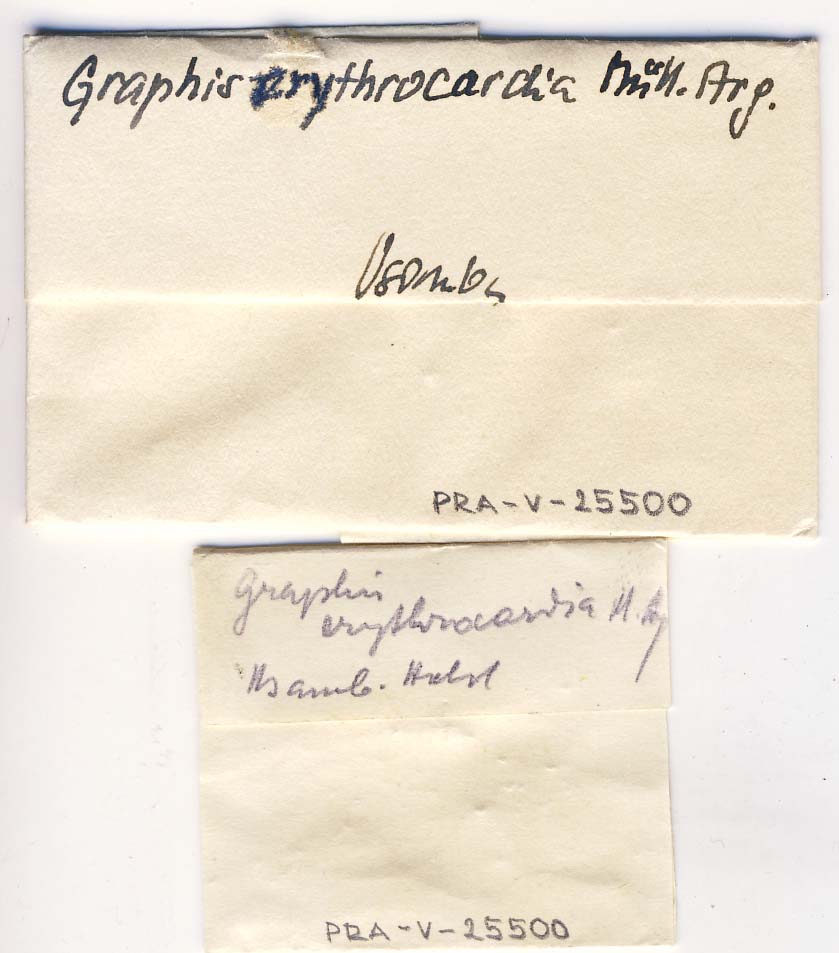 Graphis erythrocardia Müll. Arg.
Usamba
PRA-V-25500
Graphis
erythrocardia M. Arg
Usamb. Holst
PRA-V-25500